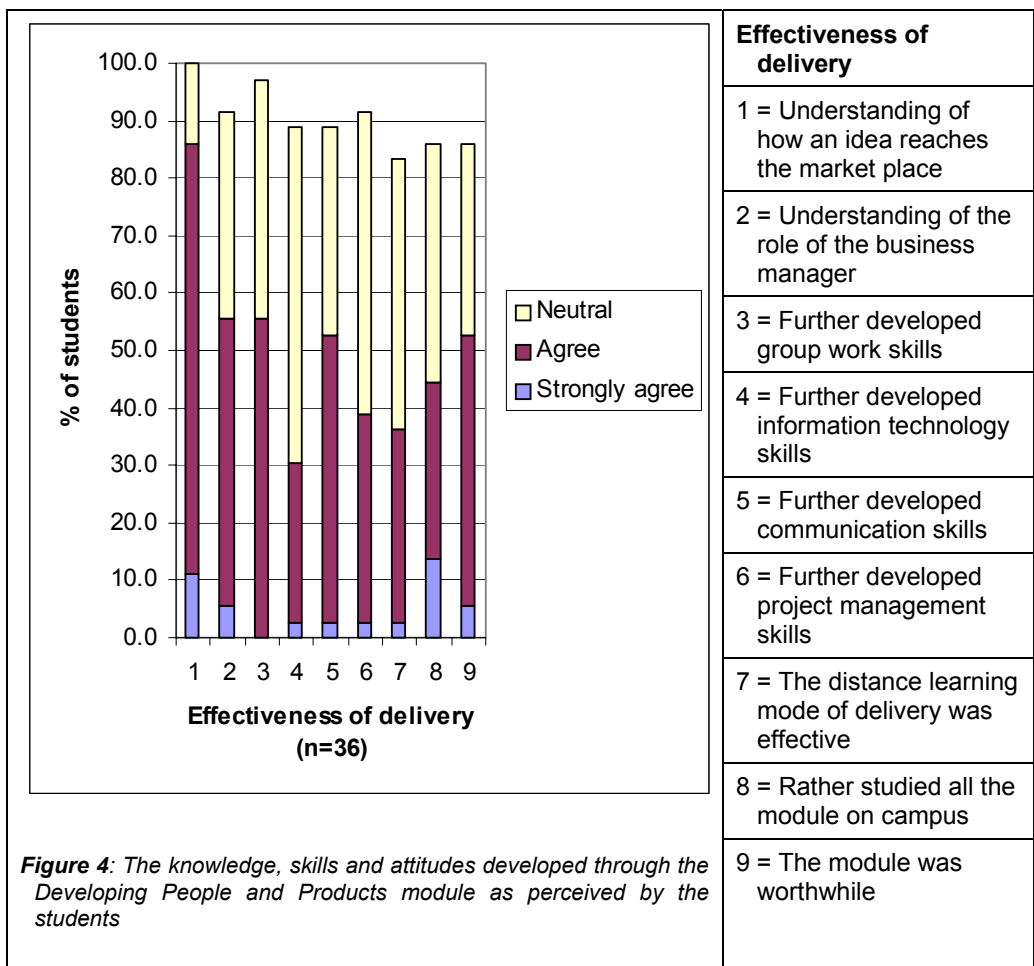 100.0
90.0
80.0
70.0
60.0
50.0
40.0
30.0
20.0
10.0
0.0
% of students
1 2 3 4 5 6 7 8 9
Effectiveness of delivery
(n=36)
Neutral
Agree
Strongly agree
Figure 4: The knowledge, skills and attitudes developed through the
Developing People and Products module as perceived by the
students
Effectiveness of
delivery
1 = Understanding of
how an idea reaches
the market place
2 = Understanding of the
role of the business
manager
3 = Further developed
group work skills
4 = Further developed
information technology
skills
5 = Further developed
communication skills
6 = Further developed
project management
skills
7 = The distance learning
mode of delivery was
effective
8 = Rather studied all the
module on campus
9 = The module was
worthwhile